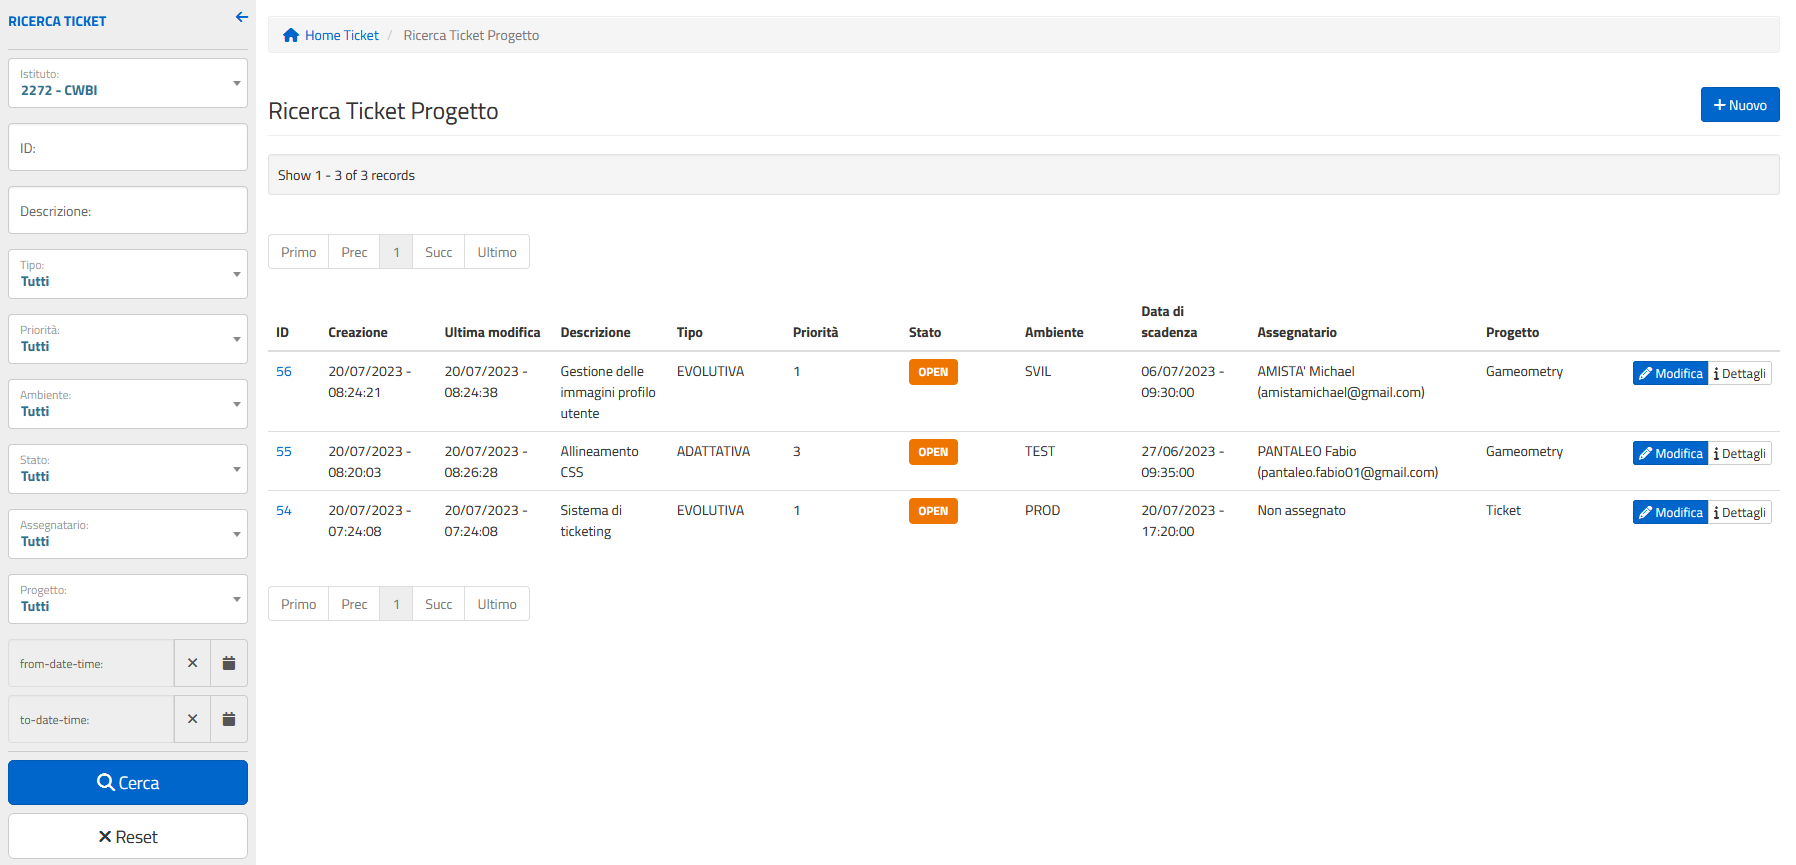 RICERCA TICKET
Istituto:
2272 - CWBI
ID:
Descrizione:
Tipo:
Tutti
Priorità:
Tutti
Ambiente:
Tutti
Stato:
Tutti
Assegnatario:
Tutti
Progetto:
Tutti
from-date-time:
to-date-time:
Cerca
Reset
Home Ticket / Ricerca Ticket Progetto
Ricerca Ticket Progetto
Nuovo
Show 1 - 3 of 3 records
Primo Prec 1 Succ Ultimo
ID Creazione Ultima modifica Descrizione Tipo Priorità Stato Ambiente Data di scadenza Assegnatario Progetto
56 20/07/2023 - 08:24:21 20/07/2023 - 08:24:38 Gestione delle immagini profilo utente EVOLUTIVA 1 OPEN SVIL 06/07/2023 - 09:30:00 AMISTA' Michael (amistamichael@gmail.com) Gameometry Modifica Dettagli
55 20/07/2023 - 08:20:03 20/07/2023 - 08:26:28 Allineamento CSS ADATTATIVA 3 OPEN TEST 27/06/2023 - 09:35:00 PANTALEO Fabio (pantaleo.fabio01@gmail.com) Gameometry Modifica Dettagli
54 20/07/2023 - 07:24:08 20/07/2023 - 07:24:08 Sistema di ticketing EVOLUTIVA 1 OPEN PROD 20/07/2023 - 17:20:00 Non assegnato Ticket Modifica Dettagli
Primo Prec 1 Succ Ultimo